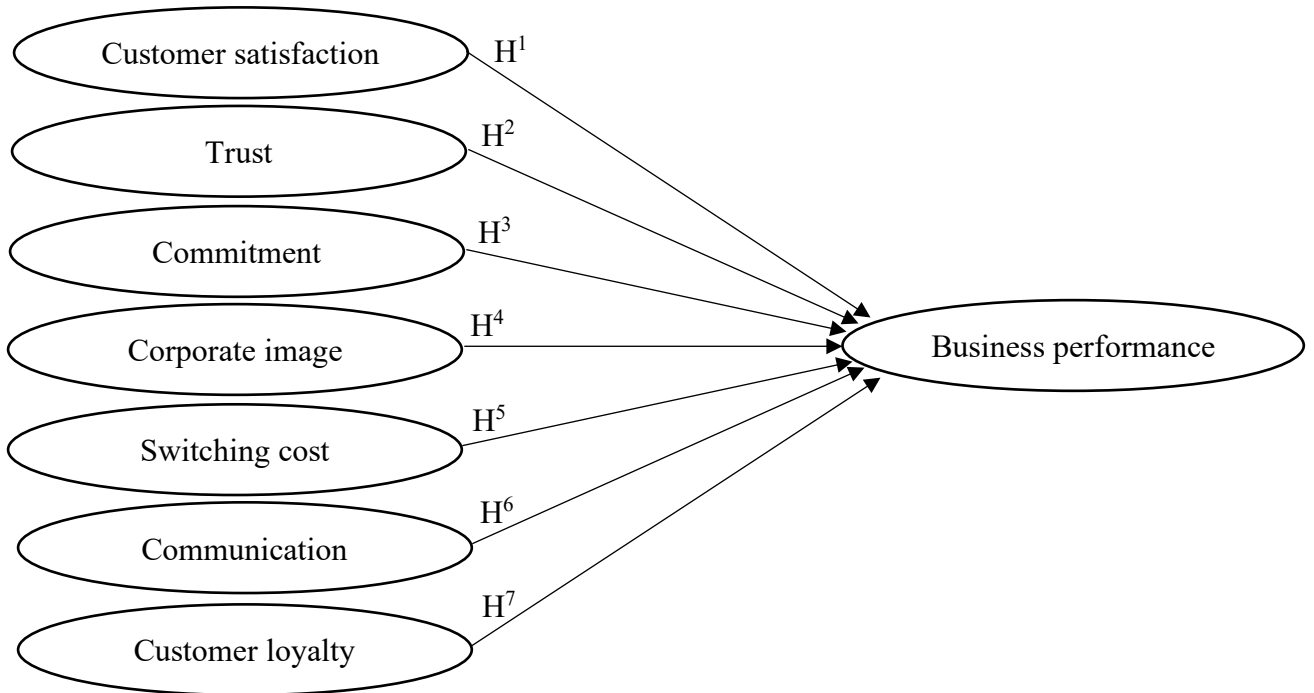 Customer satisfaction
H¹
Trust
H²
Commitment
H³
Corporate image
H⁴
Business performance
Switching cost
H⁵
Communication
H⁶
Customer loyalty
H⁷